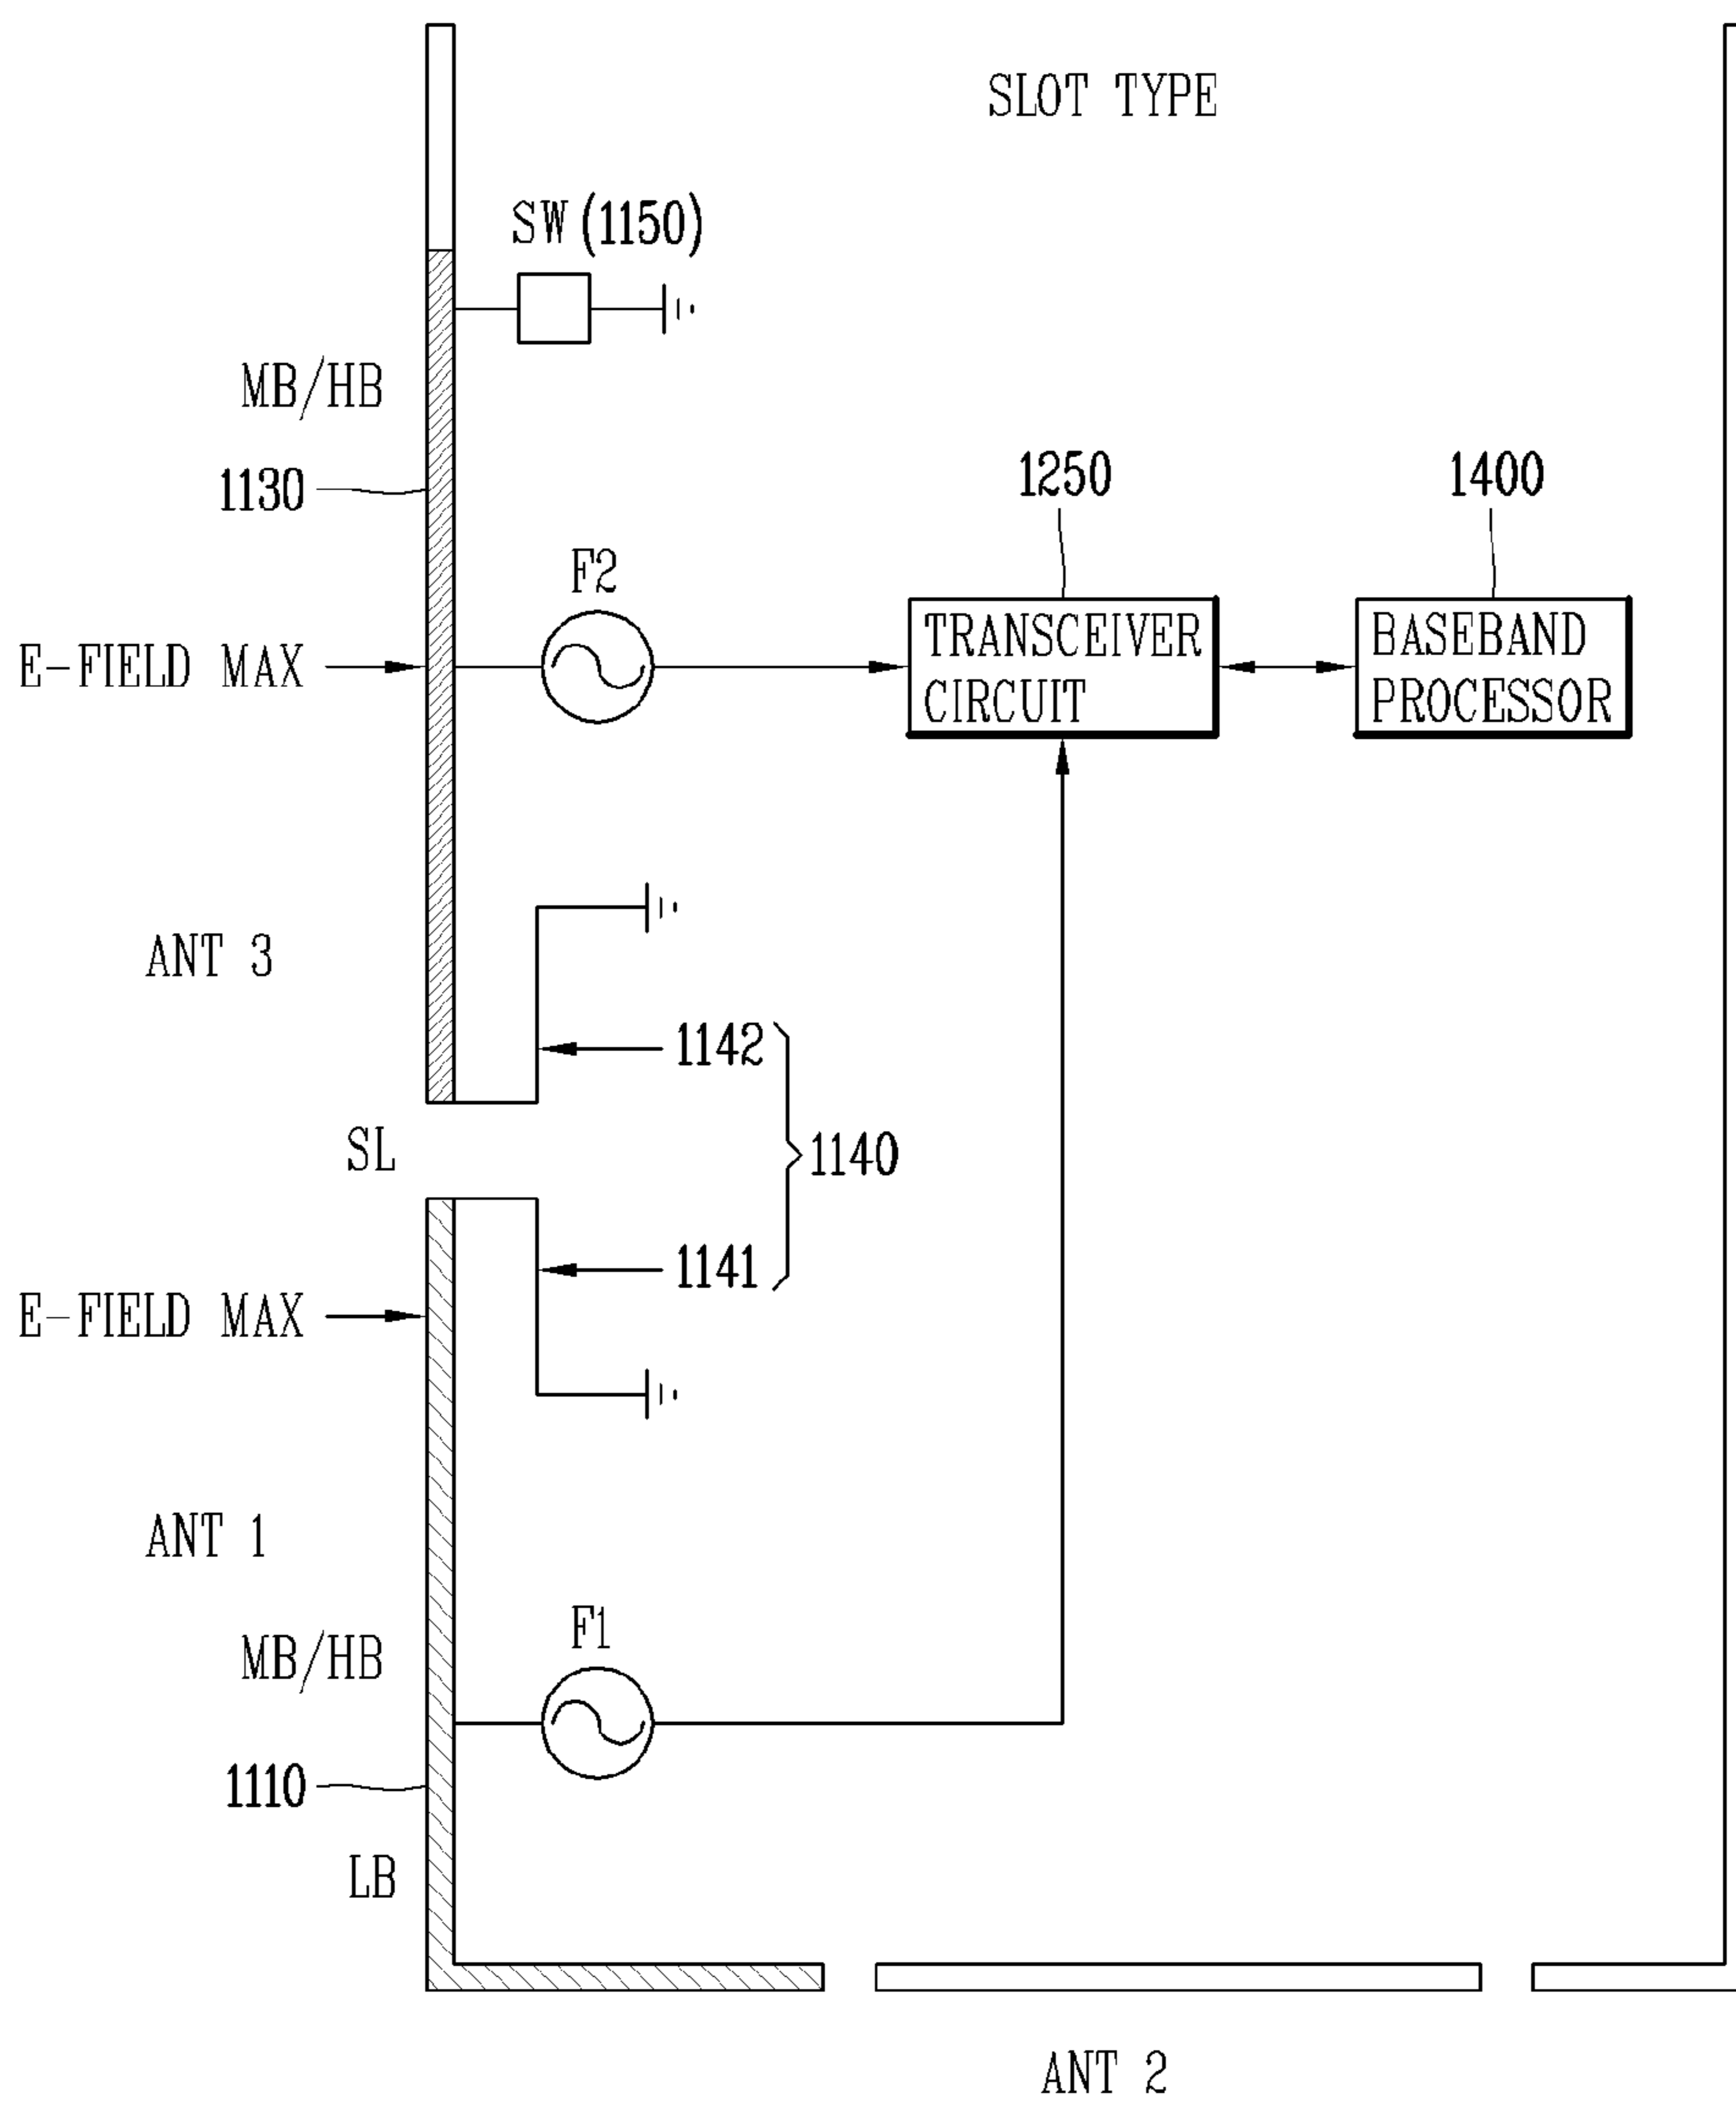 SLOT TYPE
SW(1150)
MB/HB
1130
1250
1400
F2
E-FIELD MAX
TRANSCEIVER
CIRCUIT
BASEBAND
PROCESSOR
ANT 3
1142
SL
1140
1141
E-FIELD MAX
ANT 1
F1
MB/HB
1110
LB
ANT 2